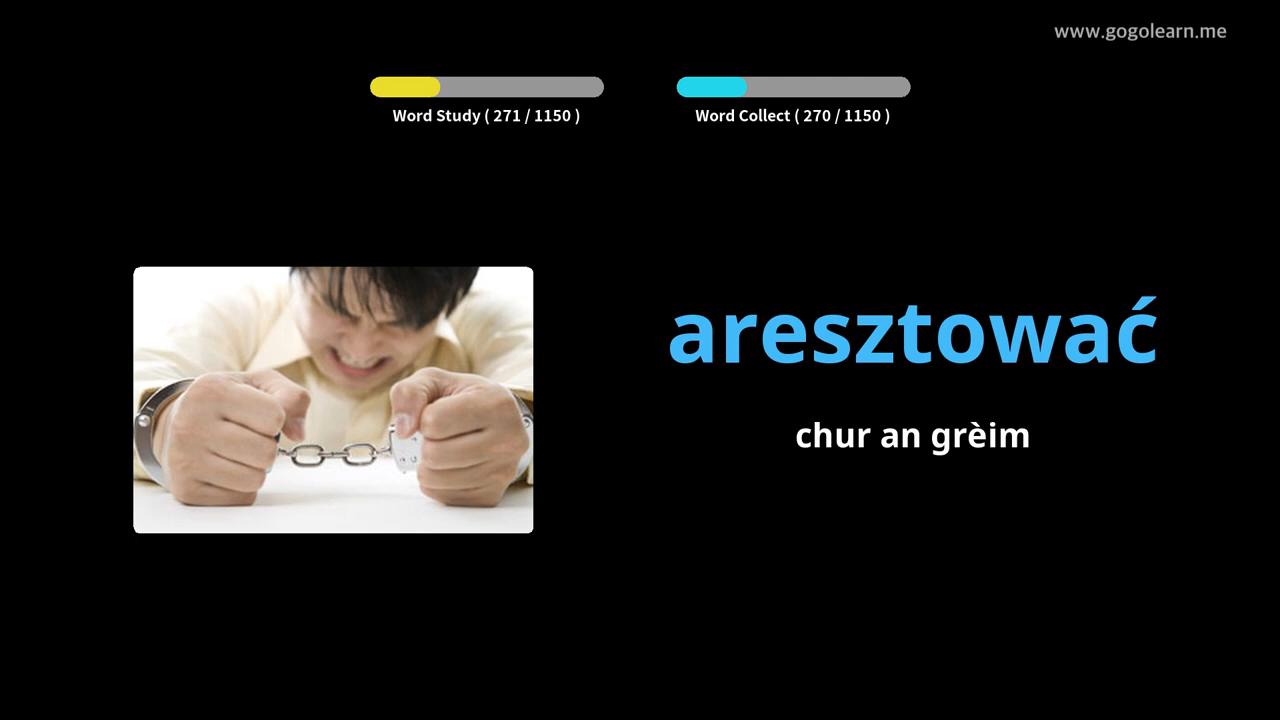 www.gogolearn.me
Word Study ( 271 / 1150 )
Word Collect ( 270 / 1150 )
aresztować
chur an grèim